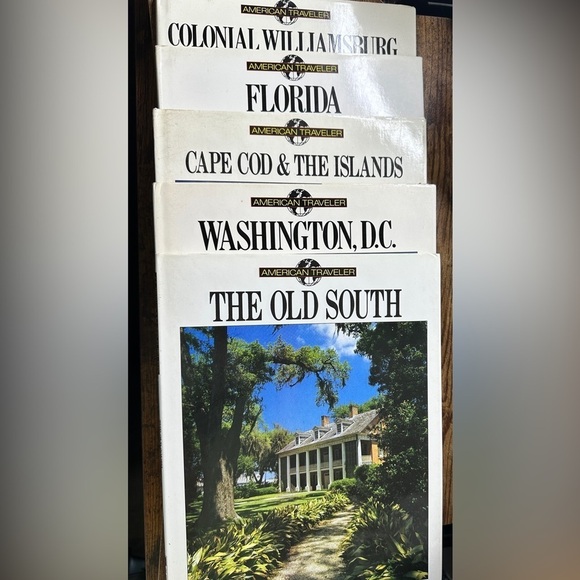 AMERICAN TRAVELER
COLONIAL WILLIAMSBURG
AMERICAN TRAVELER
FLORIDA
AMERICAN TRAVELER
CAPE COD & THE ISLANDS
AMERICAN TRAVELER
WASHINGTON, D.C.
AMERICAN TRAVELER
THE OLD SOUTH